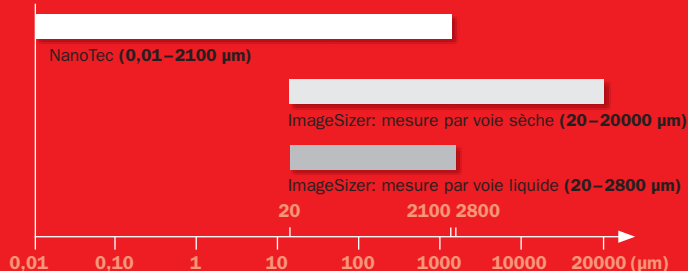 NanoTec (0,01–2100 µm)
ImageSizer: mesure par voie sèche (20–20000 µm)
ImageSizer: mesure par voie liquide (20–2800 µm)
20 2100 2800
0,01 0,10 1 10 100 1000 10000 20000 (µm)